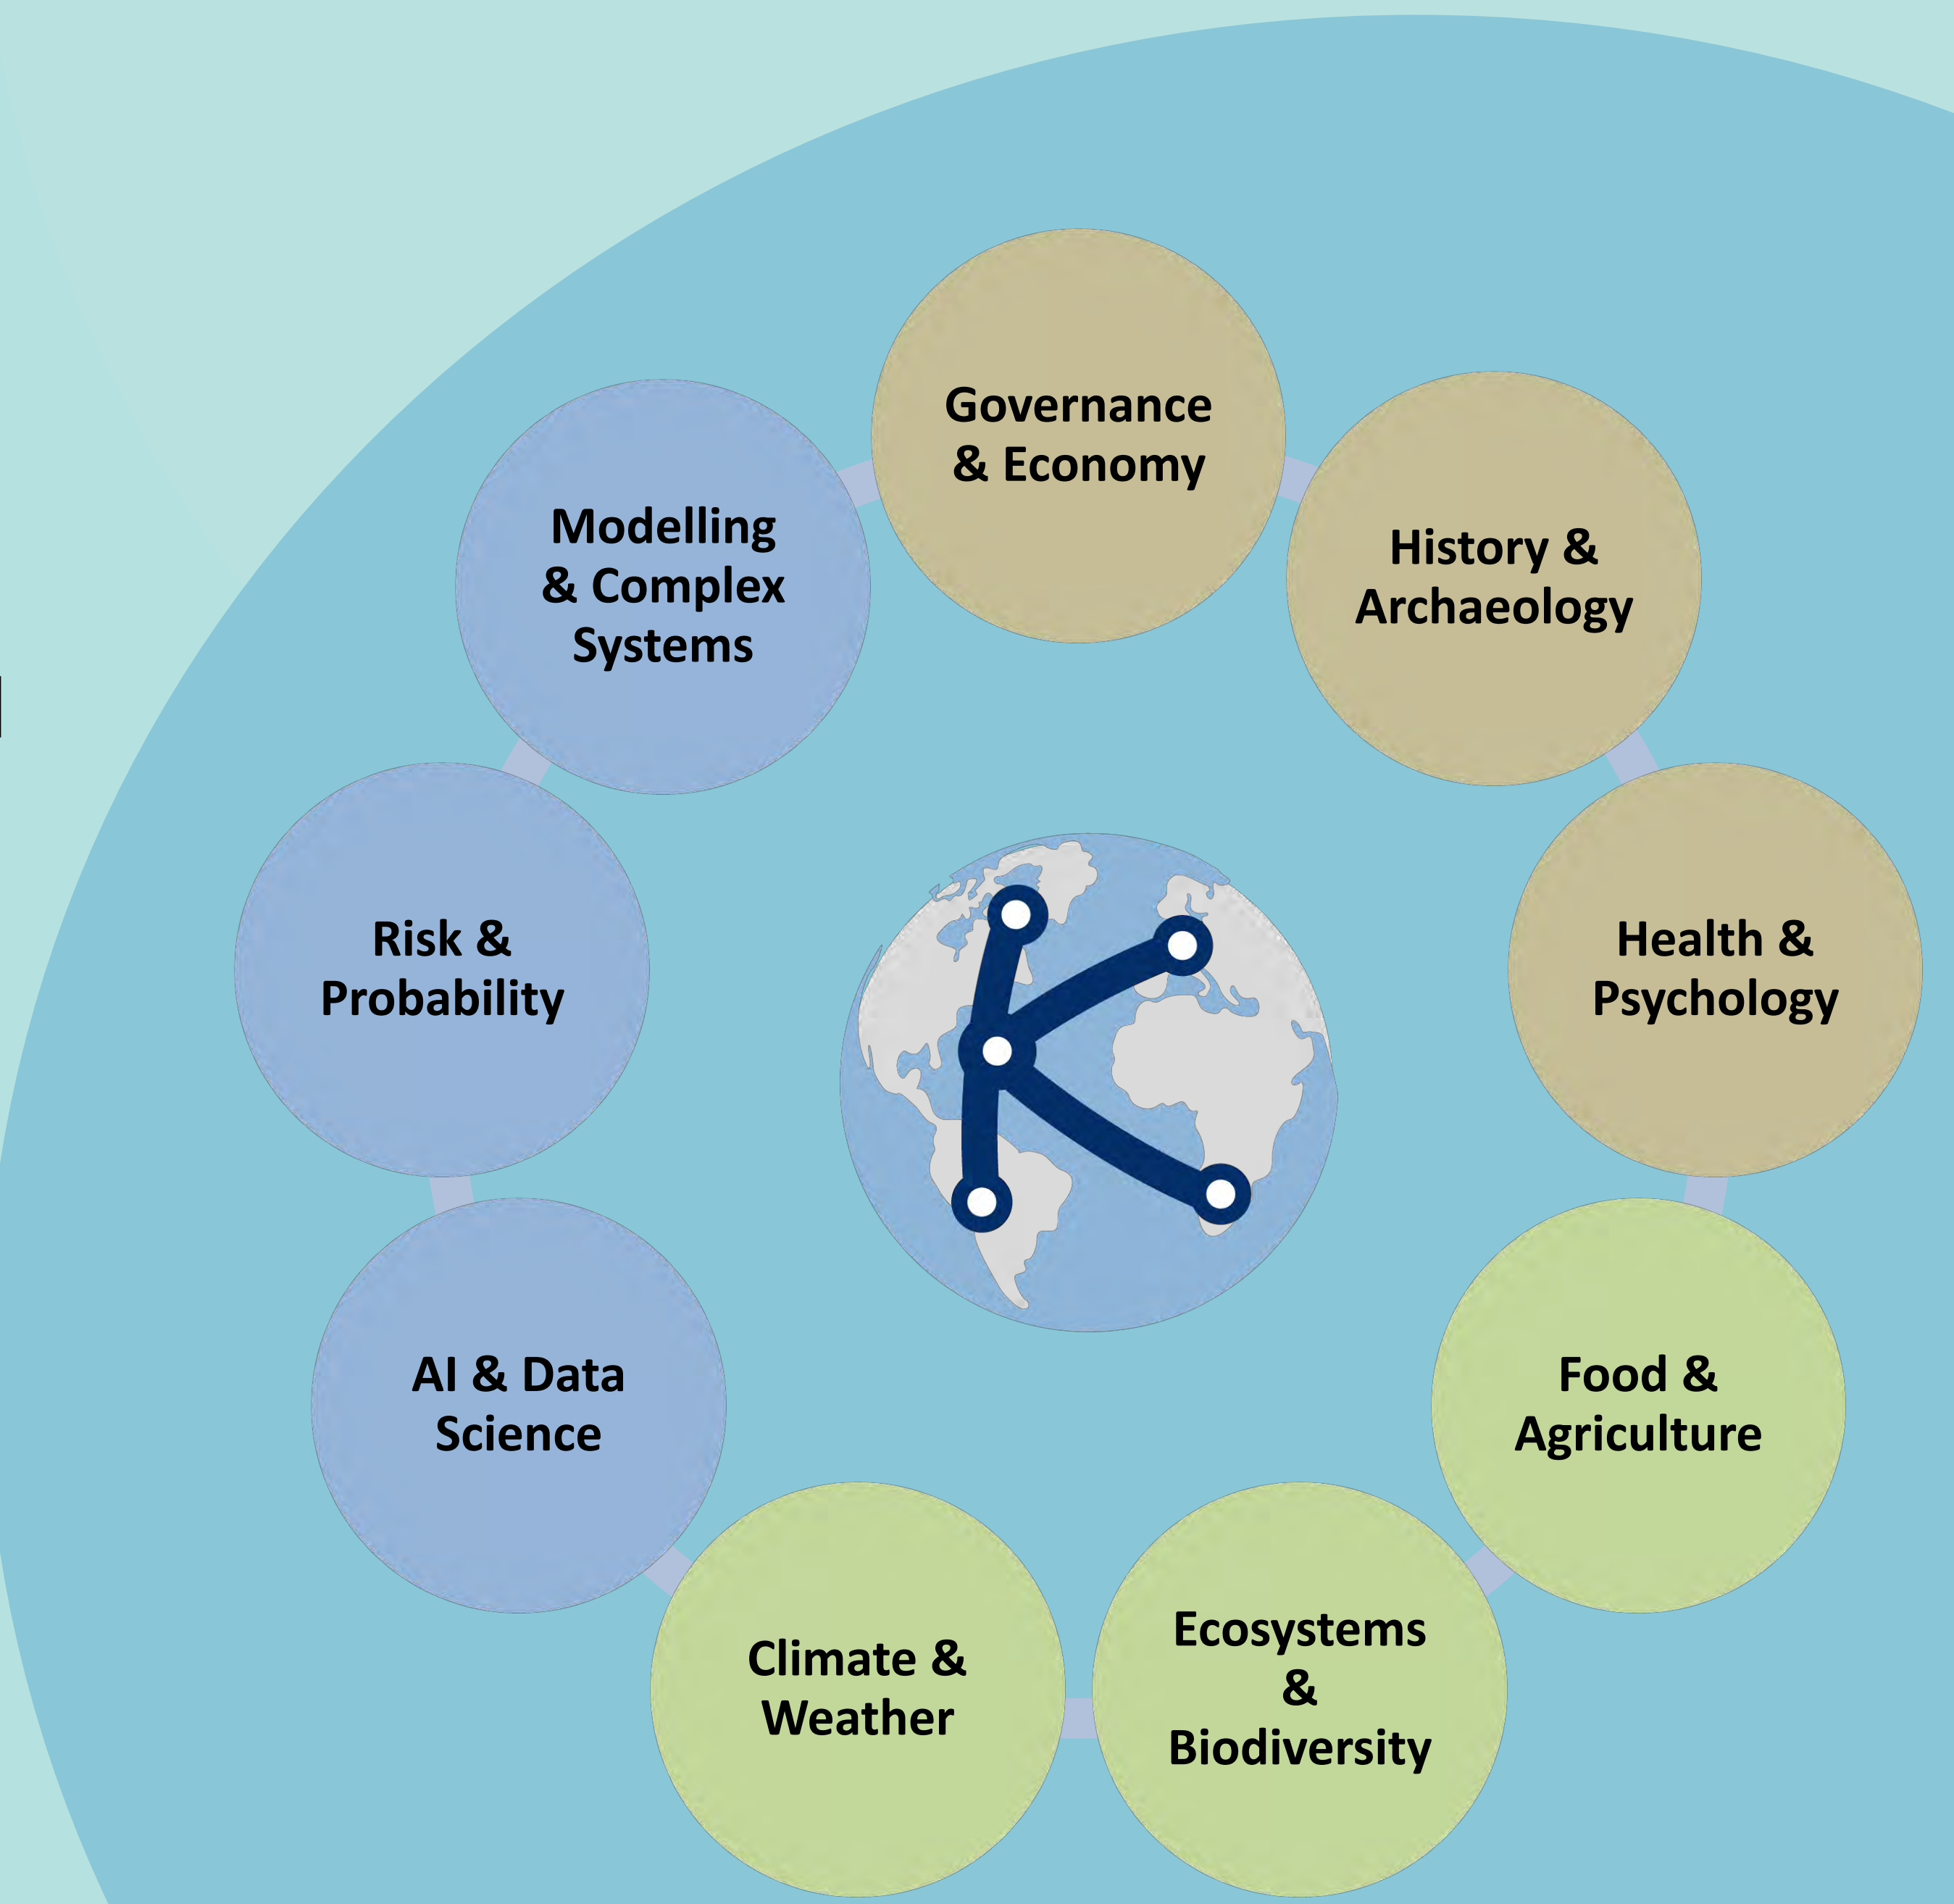 Governance
& Economy
History &
Archaeology
Health &
Psychology
Food &
Agriculture
Ecosystems
&
Biodiversity
Climate &
Weather
AI & Data
Science
Risk &
Probability
Modelling
& Complex
Systems